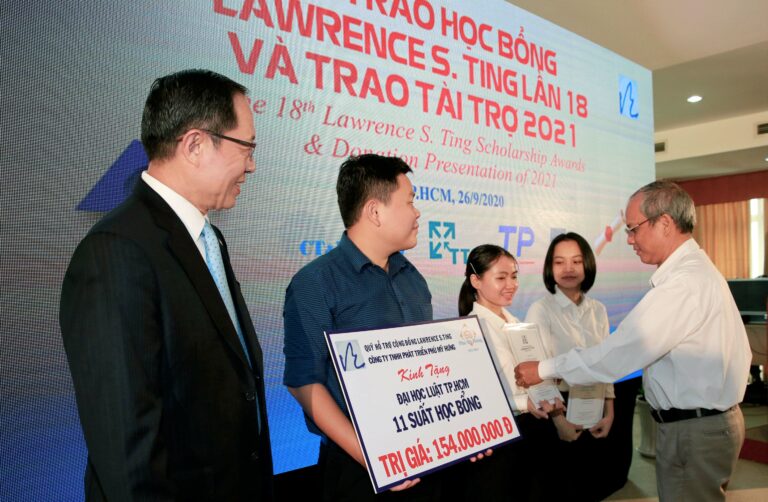 TRAO HỌC BỔNG
LAWRENCE S. TING LẦN 18
VÀ TRAO TÀI TRỢ 2021
18th Lawrence S. Ting Scholarship Awards
& Donation Presentation of 2021
P.HCM, 26/9/2020
TT
TP
QUỸ HỖ TRỢ CỘNG ĐỒNG LAWRENCE S.TING
CÔNG TY TNHH PHÁT TRIỂN PHÚ MỸ HƯNG
Kính Tặng
ĐẠI HỌC LUẬT TP.HCM
11 SUẤT HỌC BỔNG
TRỊ GIÁ: 154.000.000 Đ